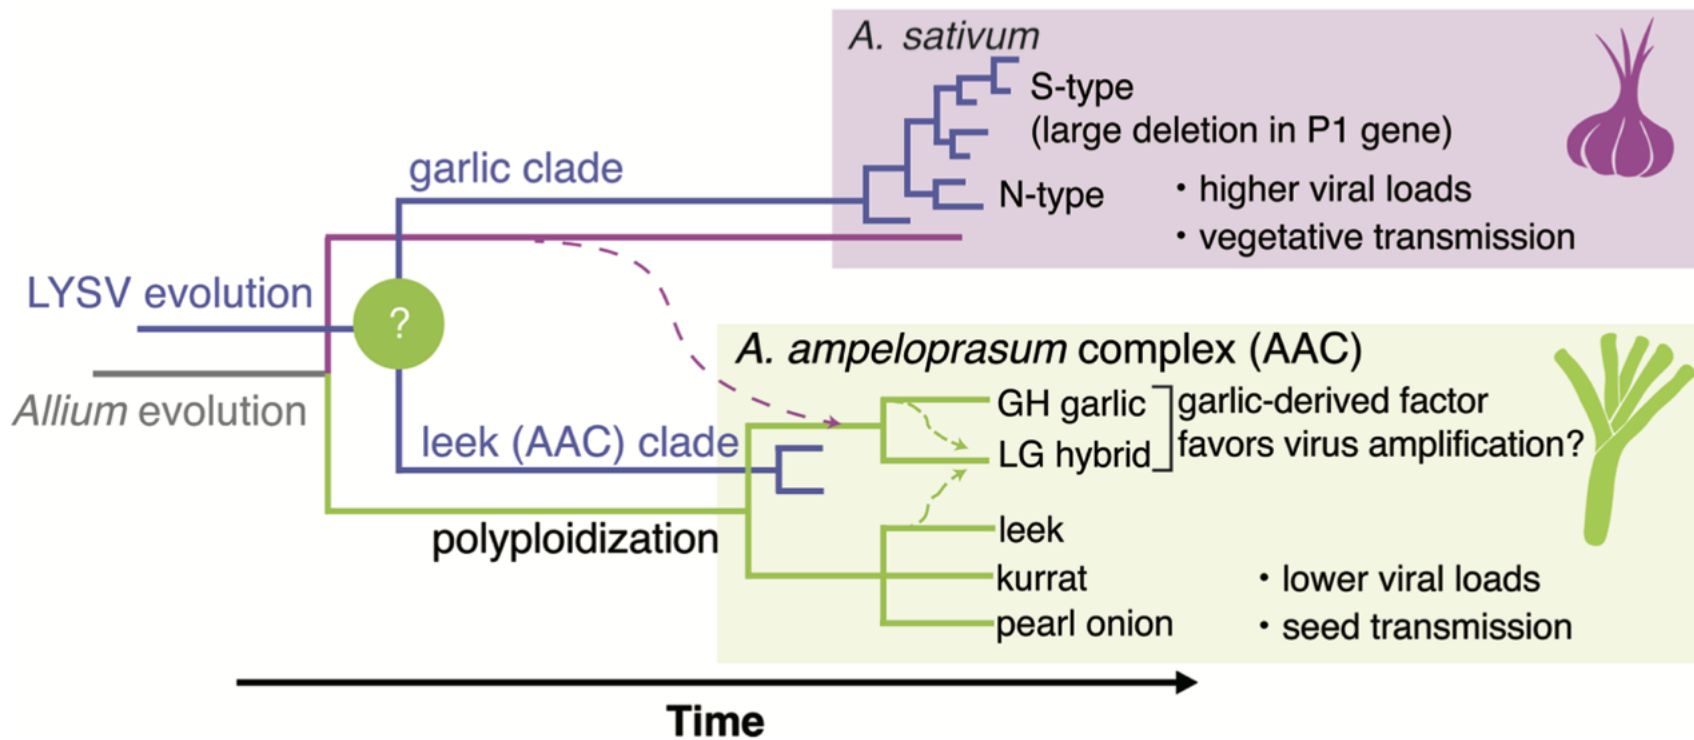 A. sativum
S-type
(large deletion in P1 gene)
garlic clade
N-type
• higher viral loads
• vegetative transmission
LYSV evolution
?
Allium evolution
A. ampeloprasum complex (AAC)
GH garlic
garlic-derived factor
LG hybrid
favors virus amplification?
leek (AAC) clade
polyploidization
leek
kurrat
• lower viral loads
pearl onion
• seed transmission
Time